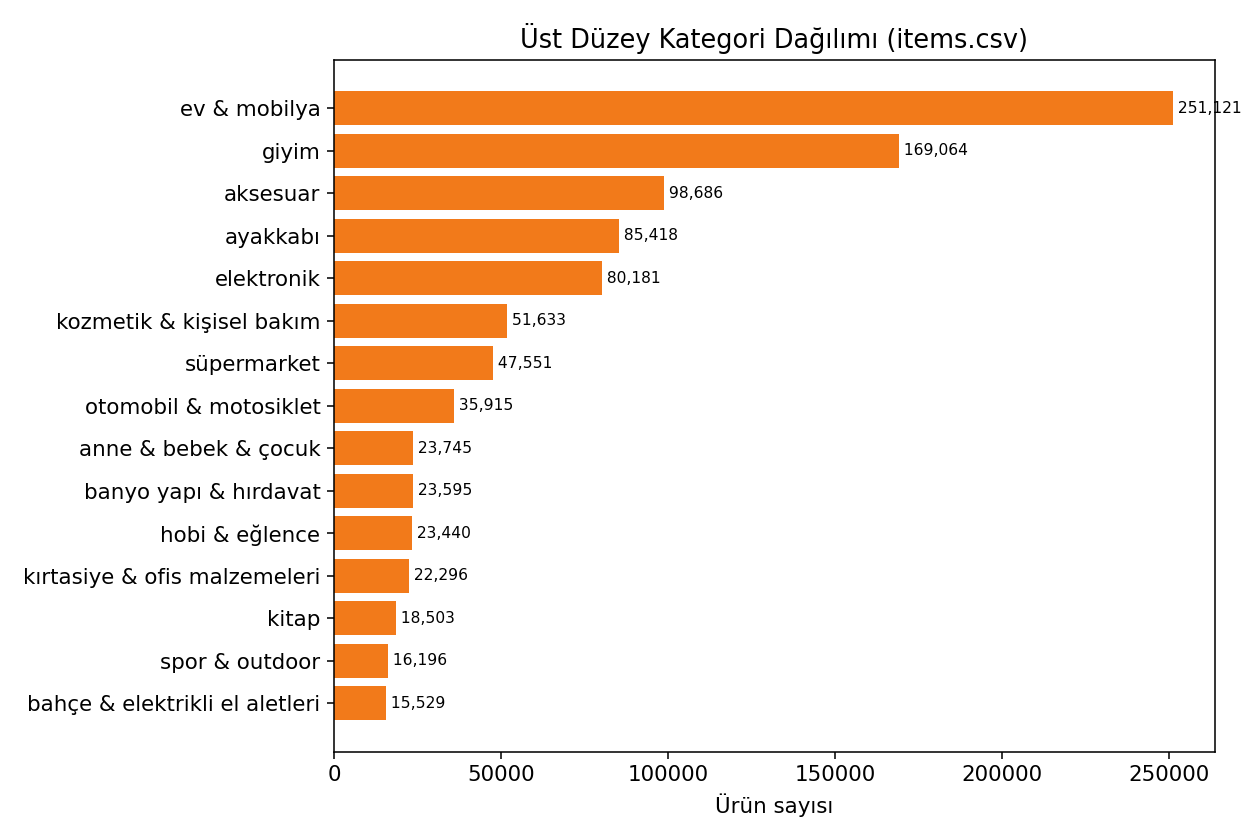 Üst Düzey Kategori Dağılımı (items.csv)
ev & mobilya 251,121
giyim 169,064
aksesuar 98,686
ayakkabı 85,418
elektronik 80,181
kozmetik & kişisel bakım 51,633
süpermarket 47,551
otomobil & motosiklet 35,915
anne & bebek & çocuk 23,745
banyo yapı & hırdavat 23,595
hobi & eğlence 23,440
kırtasiye & ofis malzemeleri 22,296
kitap 18,503
spor & outdoor 16,196
bahçe & elektrikli el aletleri 15,529
0 50000 100000 150000 200000 250000
Ürün sayısı